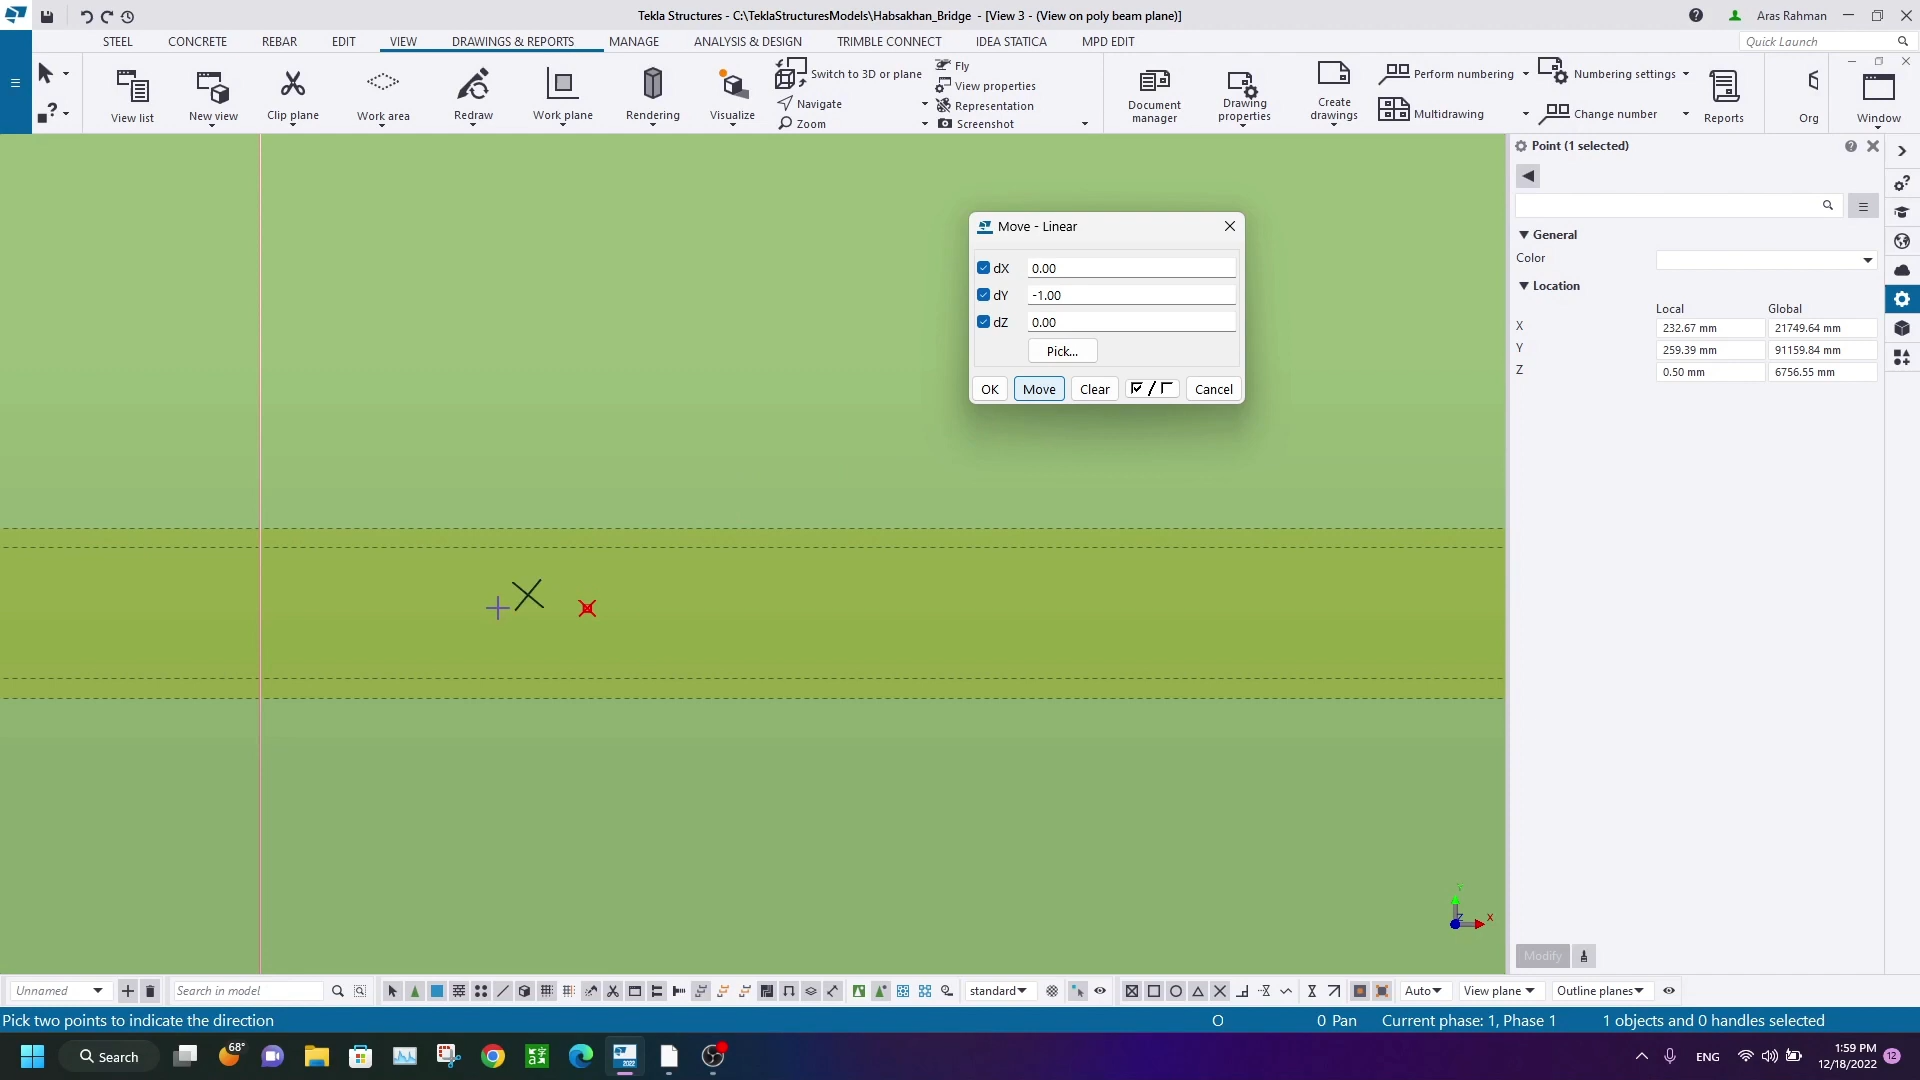 Tekla Structures - C:\TeklaStructuresModels\Habsakhan_Bridge - [View 3 - (View on poly beam plane)]
Aras Rahman
STEEL CONCRETE REBAR EDIT VIEW DRAWINGS & REPORTS MANAGE ANALYSIS & DESIGN TRIMBLE CONNECT IDEA STATICA MPD EDIT
Quick Launch
View list
New view
Clip plane
Work area
Redraw
Work plane
Rendering
Visualize
Switch to 3D or plane
Navigate
Zoom
Fly
View properties
Representation
Screenshot
Document manager
Drawing properties
Create drawings
Perform numbering
Multidrawing
Numbering settings
Change number
Reports
Org
Window
Move - Linear
dX 0.00
dY -1.00
dZ 0.00
Pick...
OK Move Clear / Cancel
Point (1 selected)
General
Color
Location
Local Global
X 232.67 mm 21749.64 mm
Y 259.39 mm 91159.84 mm
Z 0.50 mm 6756.55 mm
Modify
Z X
Unnamed
Search in model
standard
Auto
View plane
Outline planes
Pick two points to indicate the direction
O 0 Pan Current phase: 1, Phase 1 1 objects and 0 handles selected
Search
68°
2022
ENG
1:59 PM
12/18/2022
12